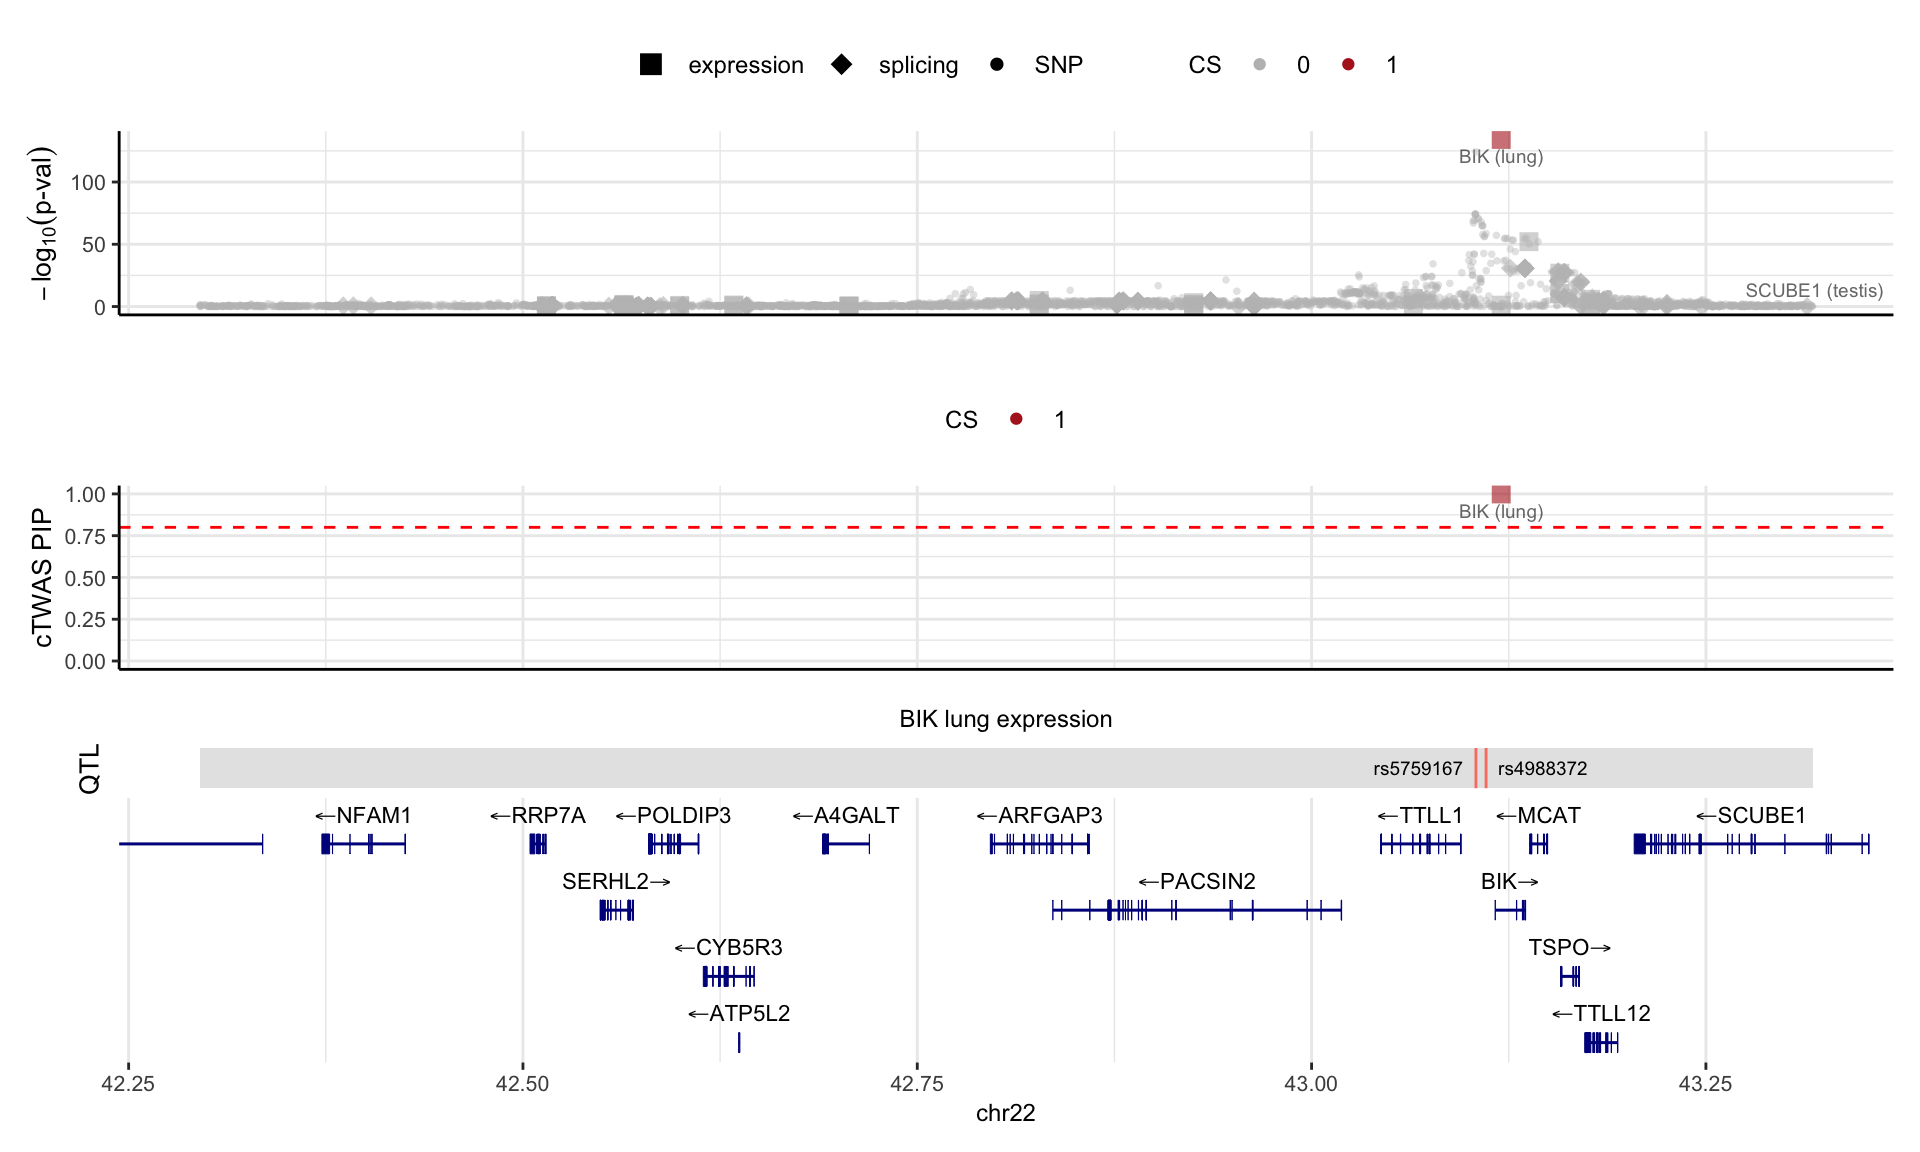 expression splicing SNP CS 0 1
− log10(p-val)
100
50
0
BIK (lung)
SCUBE1 (testis)
CS 1
cTWAS PIP
1.00
0.75
0.50
0.25
0.00
BIK (lung)
BIK lung expression
QTL
rs5759167 rs4988372
←NFAM1 ←RRP7A ←POLDIP3 ←A4GALT ←ARFGAP3 ←TTLL1 ←MCAT ←SCUBE1
SERHL2→ ←PACSIN2 BIK→
←CYB5R3 TSPO→
←ATP5L2 ←TTLL12
42.25 42.50 42.75 43.00 43.25
chr22